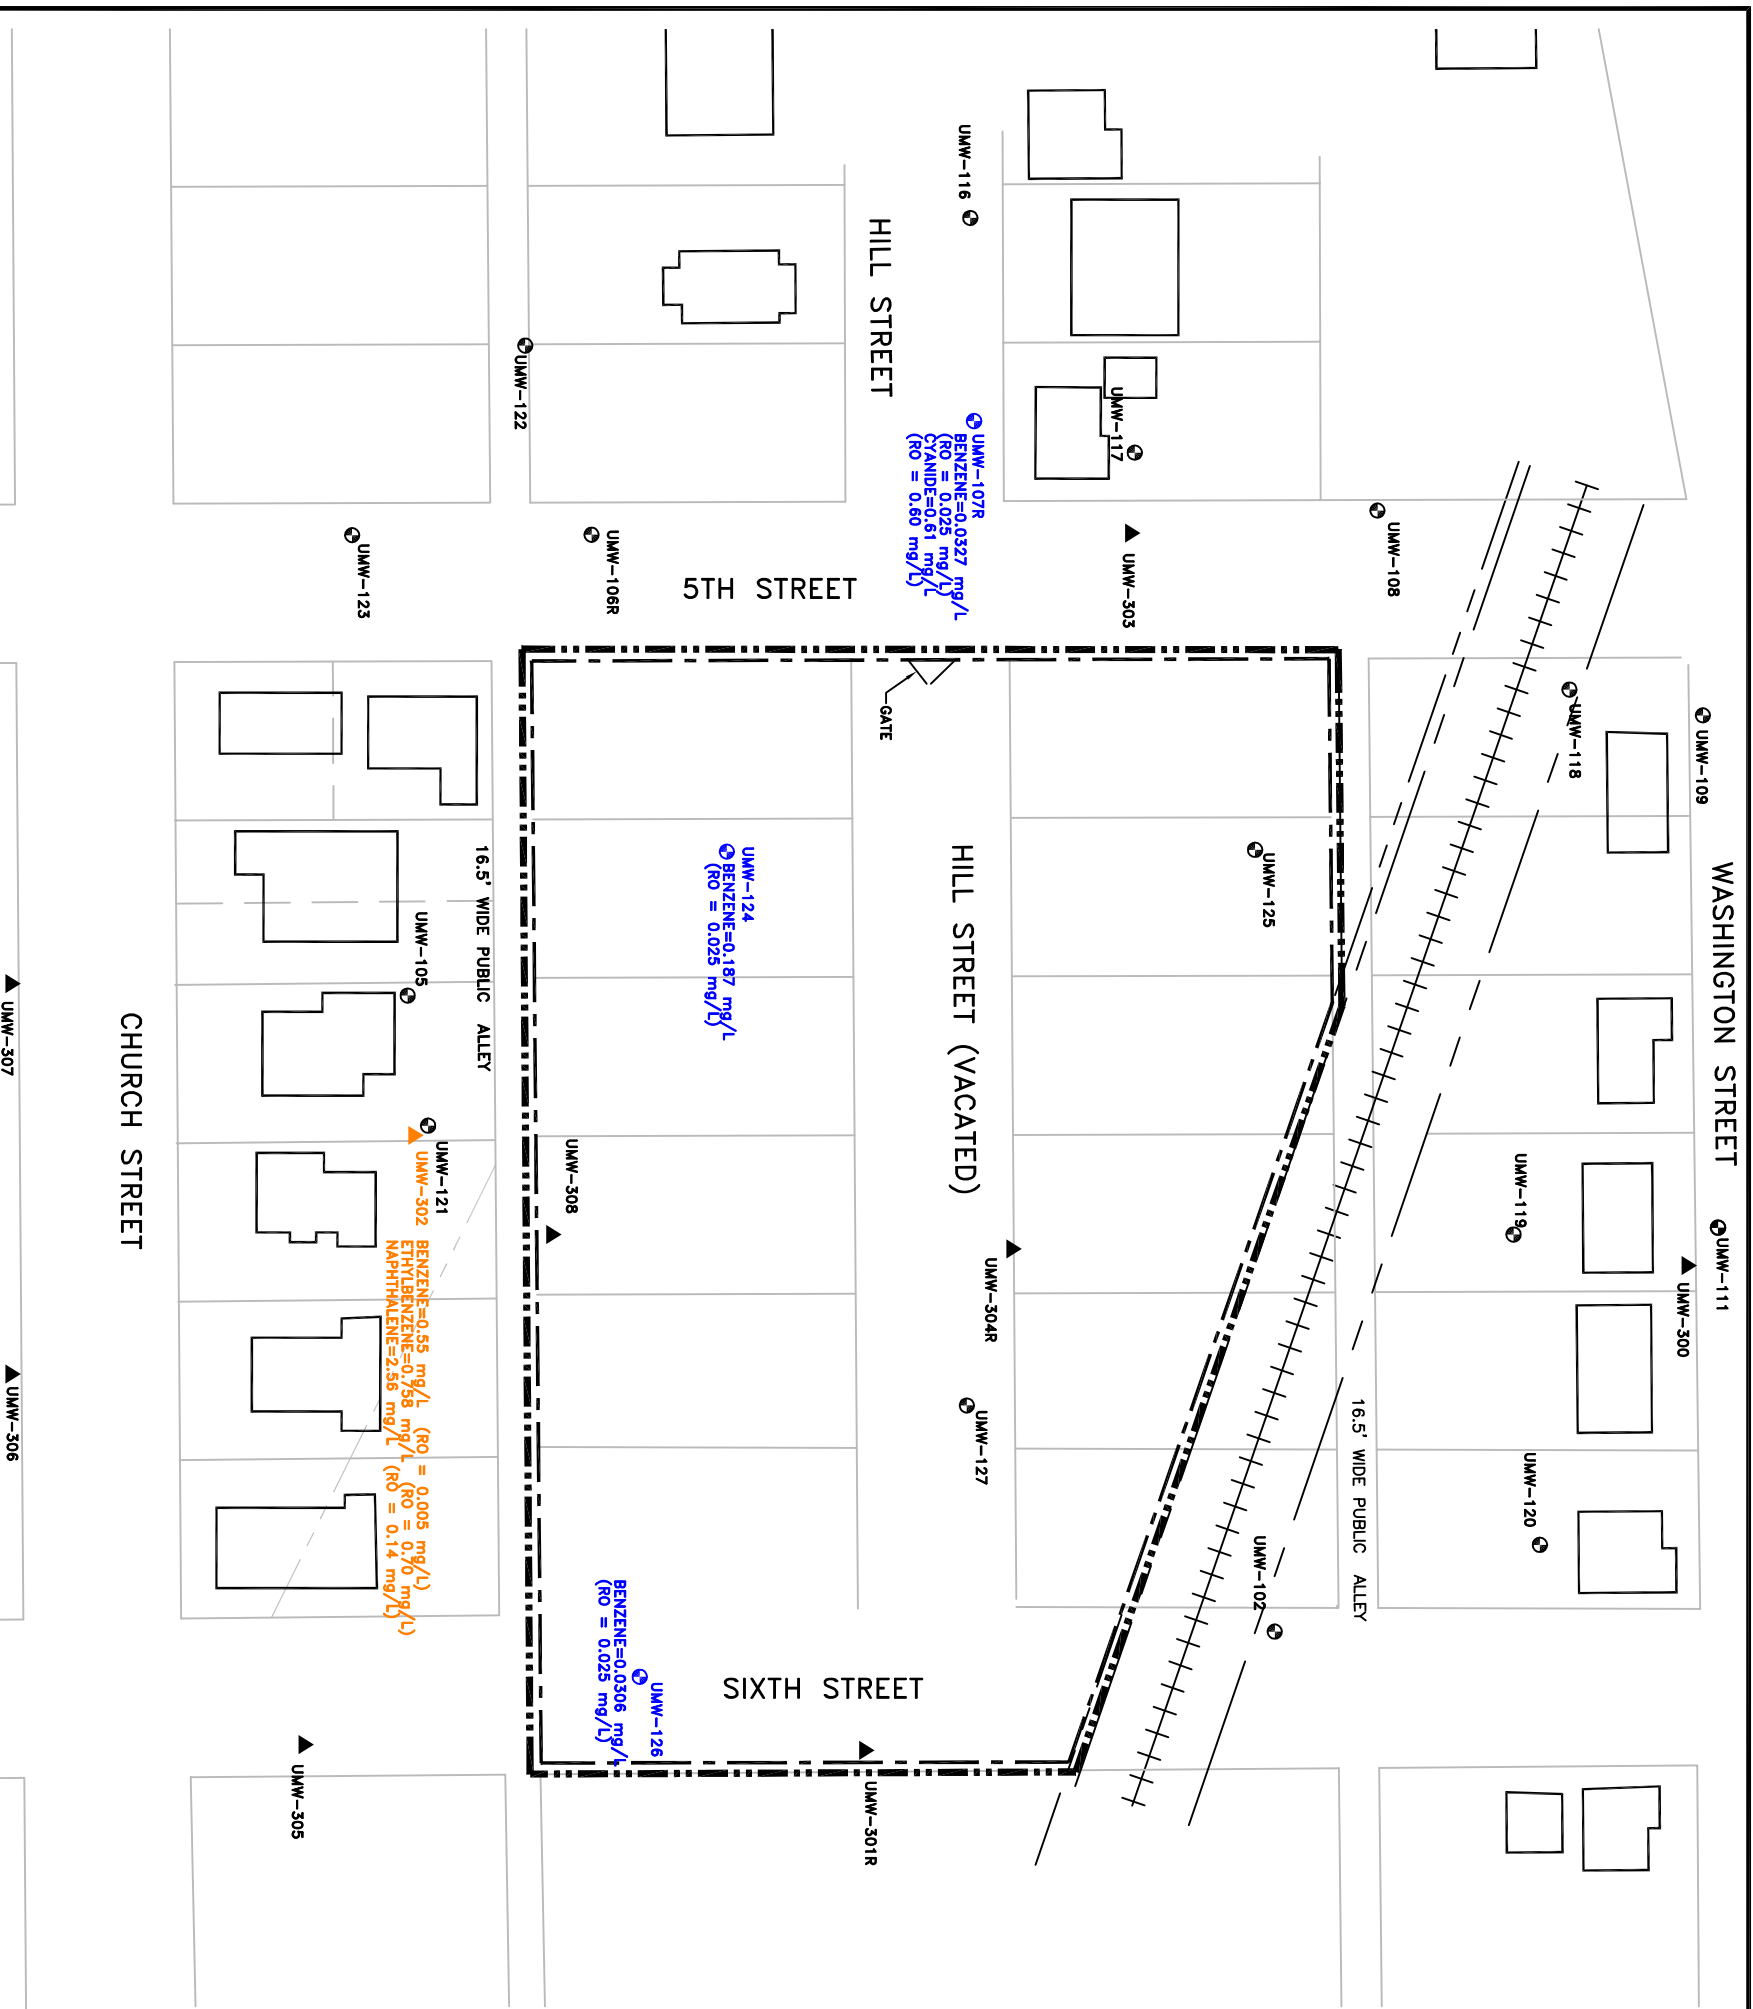 UMW-116
HILL STREET
UMW-117
UMW-122
UMW-107R
BENZENE=0.0327 mg/L
(RO = 0.025 mg/L)
CYANIDE=0.61 mg/L
(RO = 0.60 mg/L)
UMW-108
UMW-303
UMW-106R
UMW-123
5TH STREET
GATE
UMW-118
UMW-109
WASHINGTON STREET
UMW-125
HILL STREET (VACATED)
UMW-124
BENZENE=0.187 mg/L
(RO = 0.025 mg/L)
16.5' WIDE PUBLIC ALLEY
UMW-105
CHURCH STREET
UMW-307
UMW-121
UMW-302
BENZENE=0.55 mg/L (RO = 0.005 mg/L)
ETHYLBENZENE=0.758 mg/L (RO = 0.70 mg/L)
NAPHTHALENE=2.56 mg/L (RO = 0.14 mg/L)
UMW-308
UMW-304R
UMW-119
UMW-111
UMW-300
UMW-127
16.5' WIDE PUBLIC ALLEY
UMW-120
UMW-306
UMW-102
SIXTH STREET
UMW-126
BENZENE=0.0306 mg/L
(RO = 0.025 mg/L)
UMW-305
UMW-301R